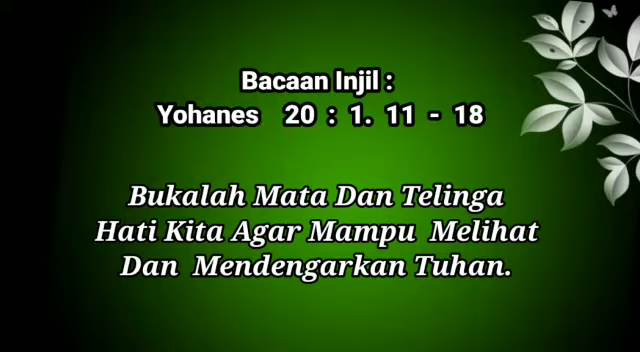 Bacaan Injil :
Yohanes 20 : 1. 11 - 18
Bukalah Mata Dan Telinga
Hati Kita Agar Mampu Melihat
Dan Mendengarkan Tuhan.